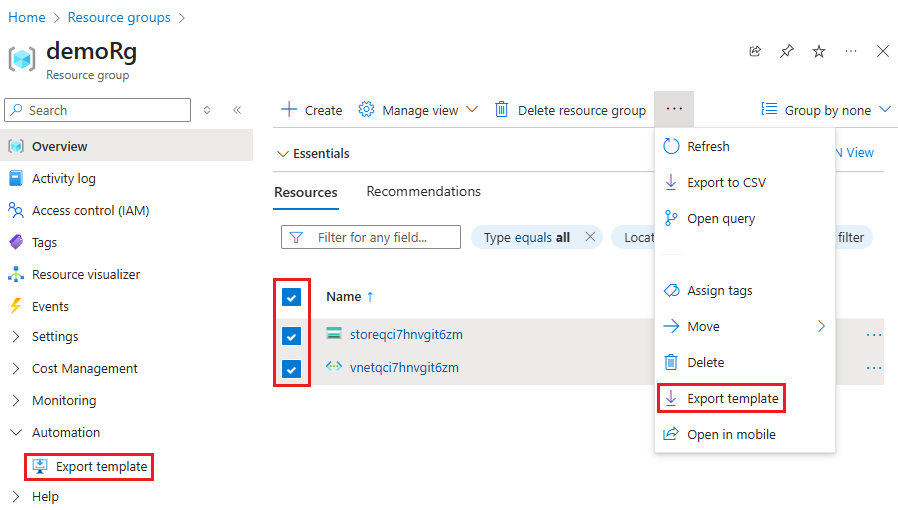 Home > Resource groups >
demoRg
Resource group
Search
Overview
Activity log
Access control (IAM)
Tags
Resource visualizer
Events
Settings
Cost Management
Monitoring
Automation
Export template
Help
Create
Manage view
Delete resource group
...
Group by none
Essentials
N View
Resources
Recommendations
Filter for any field...
Type equals all
Locat
filter
Name ↑
storeqci7hnvgit6zm
vnetqci7hnvgit6zm
Refresh
Export to CSV
Open query
Assign tags
Move
Delete
Export template
Open in mobile